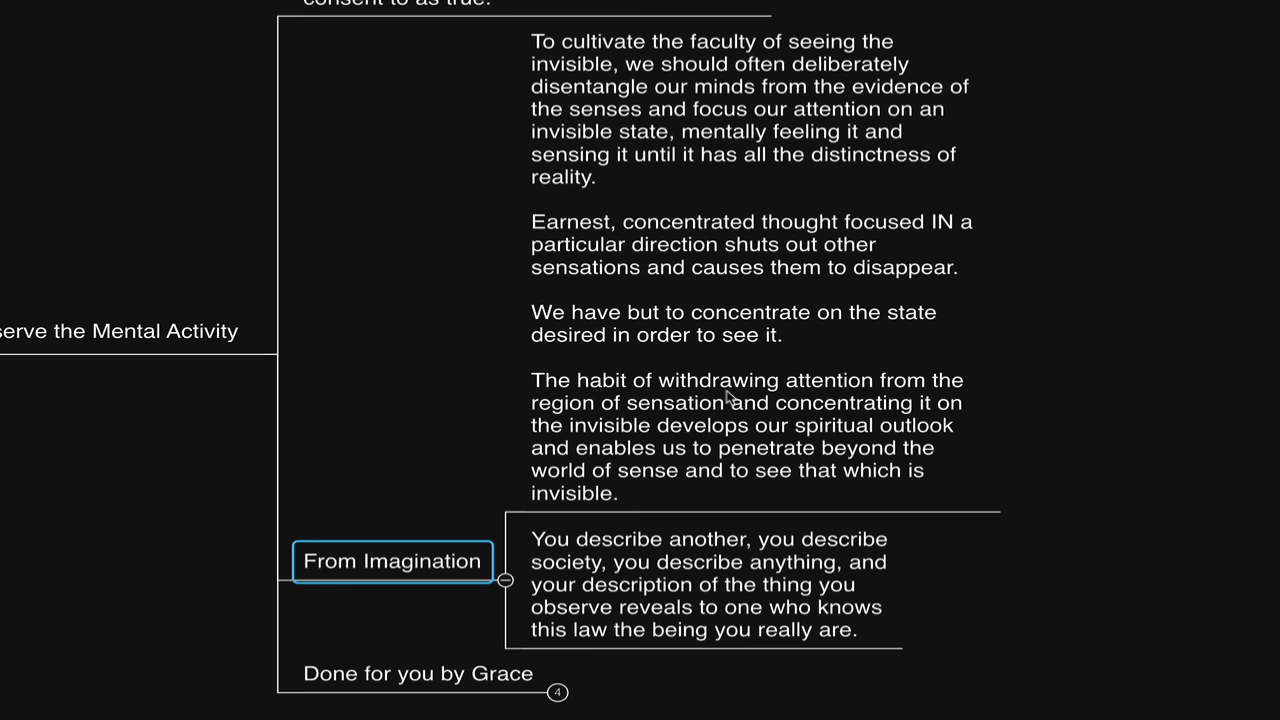 consent to as true.
To cultivate the faculty of seeing the
invisible, we should often deliberately
disentangle our minds from the evidence of
the senses and focus our attention on an
invisible state, mentally feeling it and
sensing it until it has all the distinctness of
reality.
Earnest, concentrated thought focused IN a
particular direction shuts out other
sensations and causes them to disappear.
We have but to concentrate on the state
desired in order to see it.
The habit of withdrawing attention from the
region of sensation and concentrating it on
the invisible develops our spiritual outlook
and enables us to penetrate beyond the
world of sense and to see that which is
invisible.
serve the Mental Activity
From Imagination
You describe another, you describe
society, you describe anything, and
your description of the thing you
observe reveals to one who knows
this law the being you really are.
Done for you by Grace
4